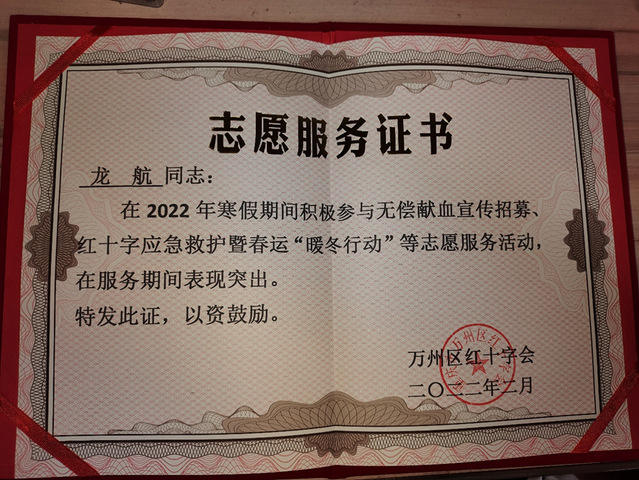 志愿服务证书
龙 航 同志：
在 2022 年寒假期间积极参与无偿献血宣传招募、
红十字应急救护暨春运“暖冬行动”等志愿服务活动，
在服务期间表现突出。
特发此证，以资鼓励。
万州区红十字会
二〇二二年二月